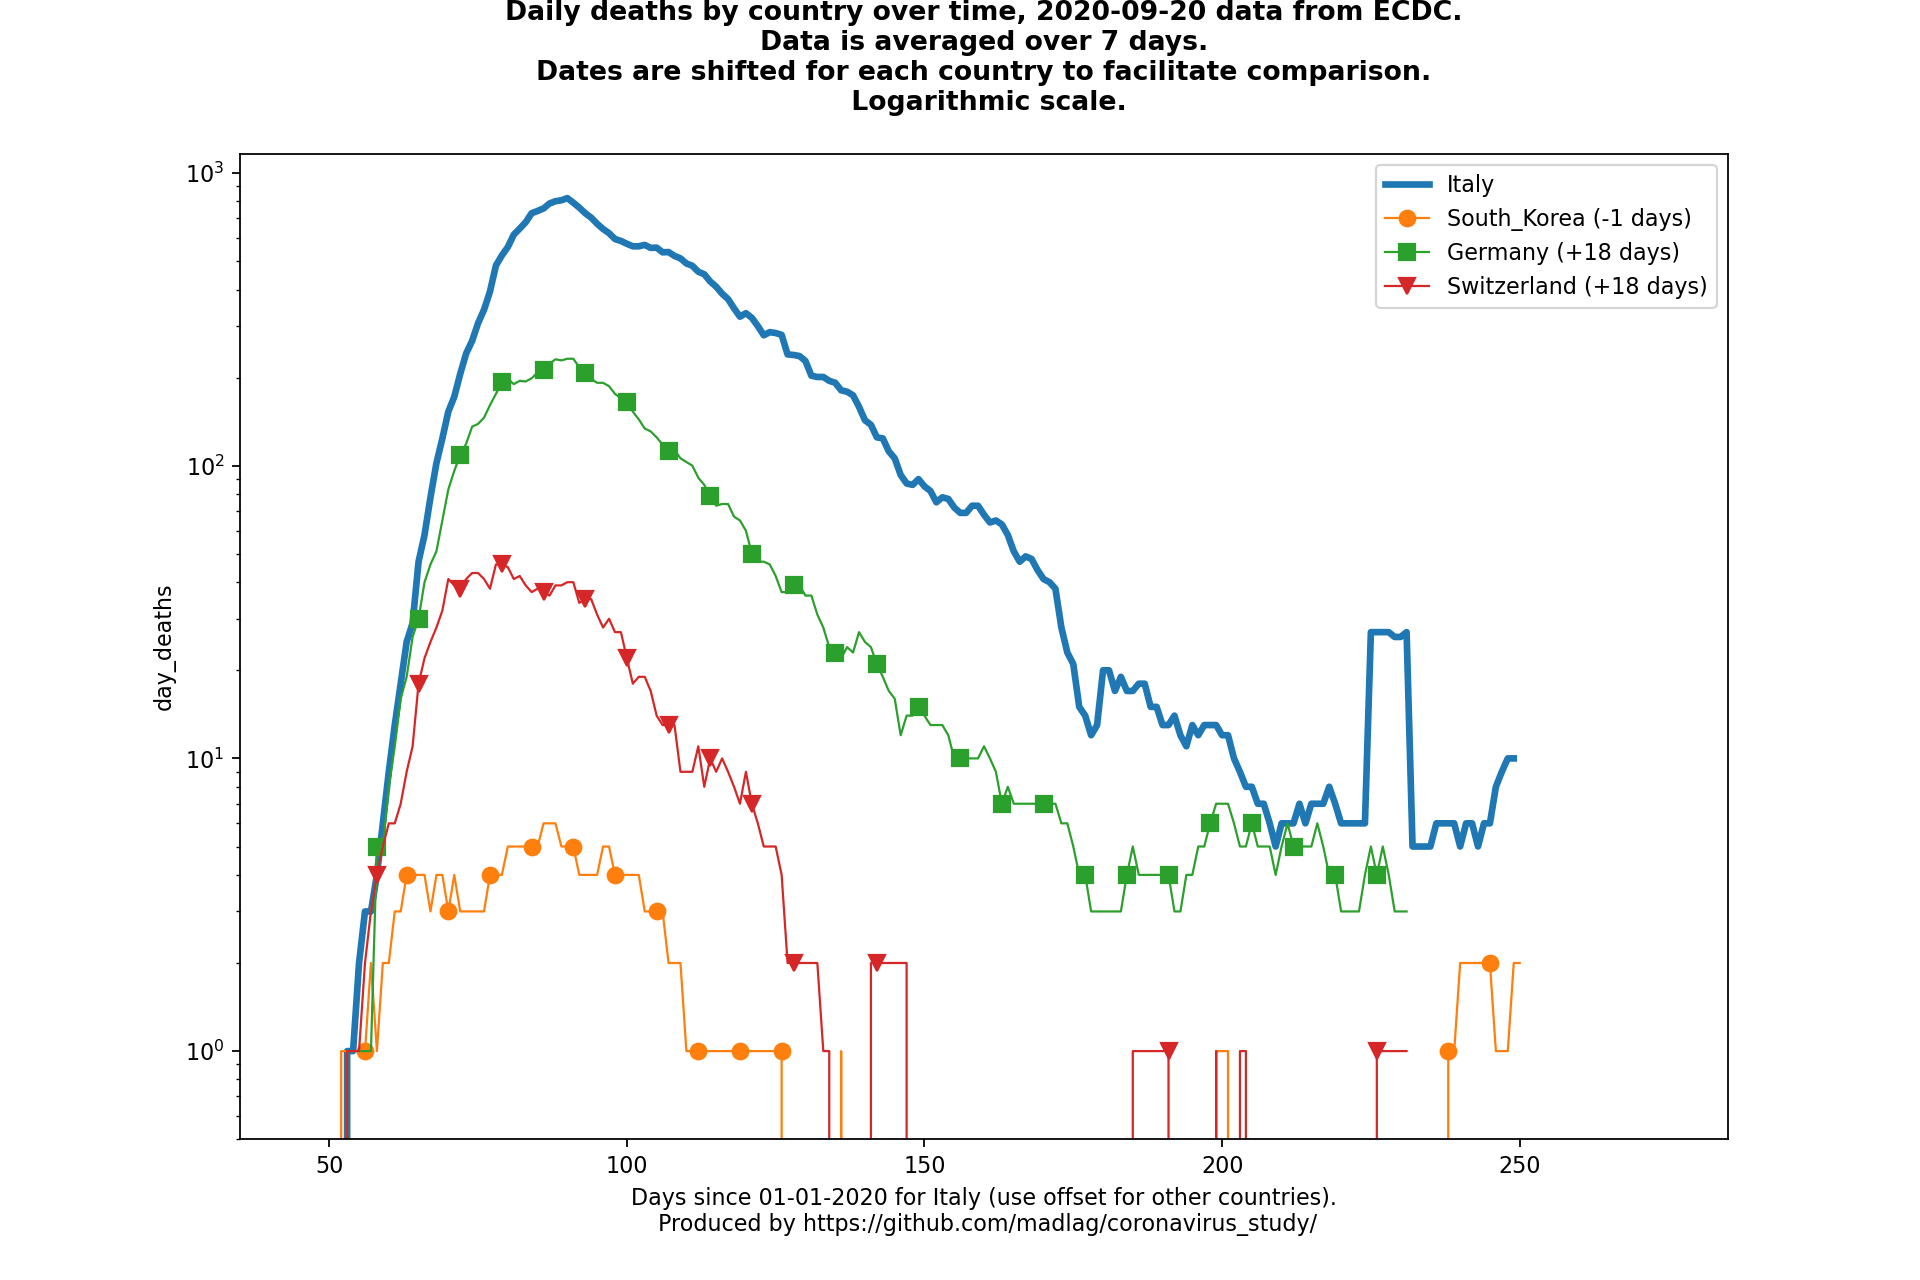 Daily deaths by country over time, 2020-09-20 data from ECDC.
Data is averaged over 7 days.
Dates are shifted for each country to facilitate comparison.
Logarithmic scale.
10³
10²
10¹
10⁰
day_deaths
Italy
South_Korea (-1 days)
Germany (+18 days)
Switzerland (+18 days)
50 100 150 200 250
Days since 01-01-2020 for Italy (use offset for other countries).
Produced by https://github.com/madlag/coronavirus_study/